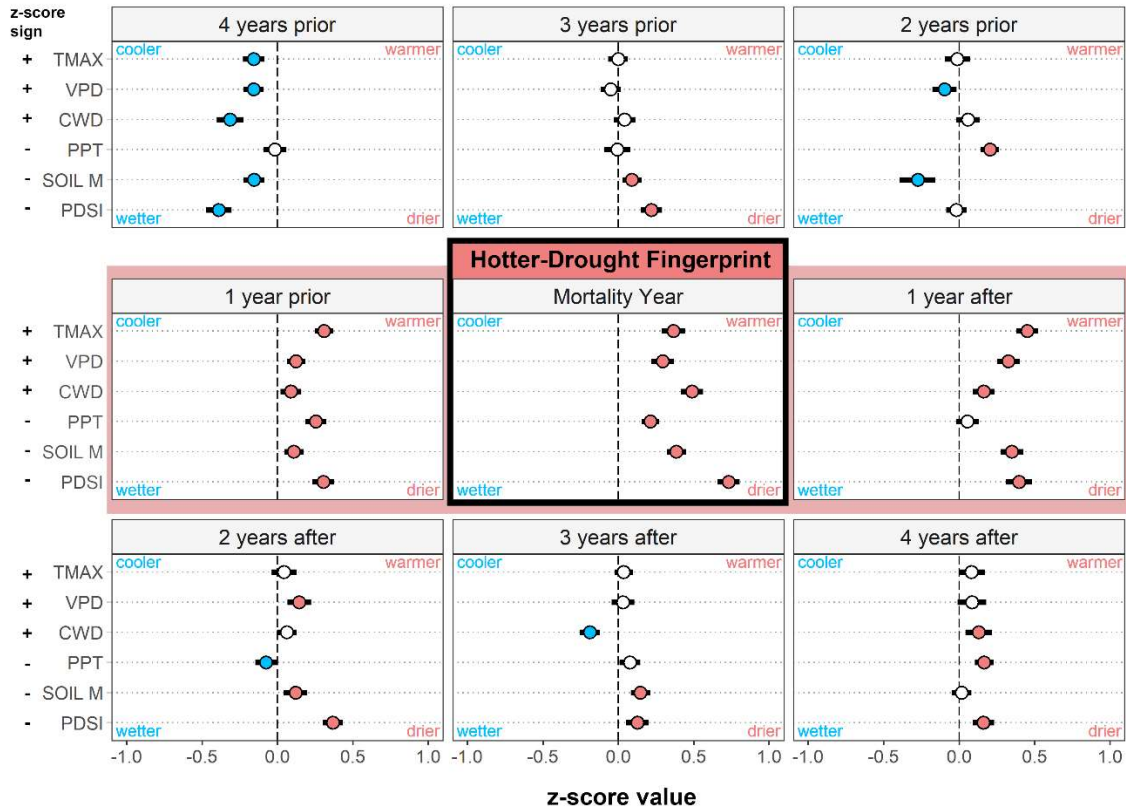 z-score
sign
4 years prior
3 years prior
2 years prior
cooler
warmer
cooler
warmer
cooler
warmer
+ TMAX
+ VPD
+ CWD
- PPT
- SOIL M
- PDSI
wetter
drier
wetter
drier
wetter
drier
Hotter-Drought Fingerprint
1 year prior
Mortality Year
1 year after
cooler
warmer
cooler
warmer
cooler
warmer
+ TMAX
+ VPD
+ CWD
- PPT
- SOIL M
- PDSI
wetter
drier
wetter
drier
wetter
drier
2 years after
3 years after
4 years after
cooler
warmer
cooler
warmer
cooler
warmer
+ TMAX
+ VPD
+ CWD
- PPT
- SOIL M
- PDSI
wetter
drier
wetter
drier
wetter
drier
-1.0 -0.5 0.0 0.5 1.0
-1.0 -0.5 0.0 0.5 1.0
-1.0 -0.5 0.0 0.5 1.0
z-score value